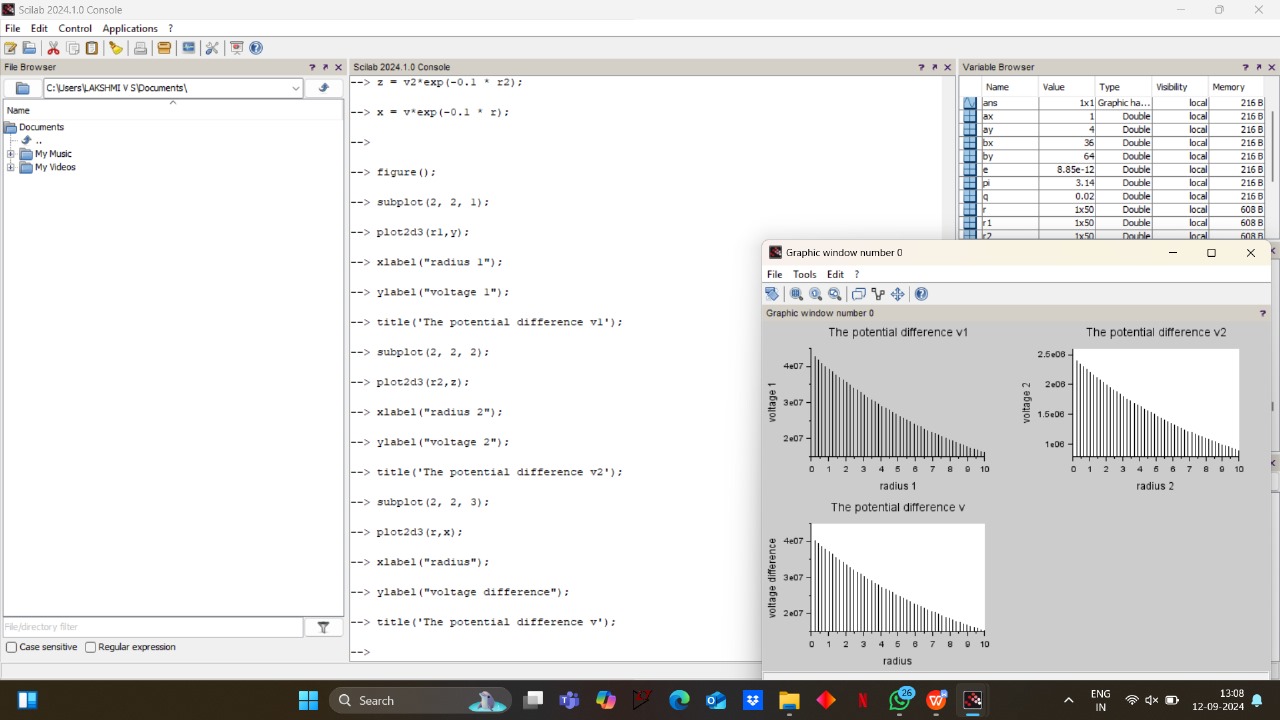 Scilab 2024.1.0 Console
File Edit Control Applications ?
File Browser ? ↗ ✕
C:\Users\LAKSHMI V S\Documents\
Name
Documents
..
My Music
My Videos
File/directory filter
Case sensitive Regular expression
Scilab 2024.1.0 Console ? ↗ ✕
--> z = v2*exp(-0.1 * r2);
--> x = v*exp(-0.1 * r);
-->
--> figure();
--> subplot(2, 2, 1);
--> plot2d3(r1,y);
--> xlabel("radius 1");
--> ylabel("voltage 1");
--> title('The potential difference v1');
--> subplot(2, 2, 2);
--> plot2d3(r2,z);
--> xlabel("radius 2");
--> ylabel("voltage 2");
--> title('The potential difference v2');
--> subplot(2, 2, 3);
--> plot2d3(r,x);
--> xlabel("radius");
--> ylabel("voltage difference");
--> title('The potential difference v');
-->
Variable Browser ? ↗ ✕
Name Value Type Visibility Memory
ans 1x1 Graphic ha... local 216 B
ax 1 Double local 216 B
ay 4 Double local 216 B
bx 36 Double local 216 B
by 64 Double local 216 B
e 8.85e-12 Double local 216 B
pi 3.14 Double local 216 B
q 0.02 Double local 216 B
r 1x50 Double local 608 B
r1 1x50 Double local 608 B
r2 1x50 Double local 608 B
Graphic window number 0
File Tools Edit ?
Graphic window number 0 ?
The potential difference v1
voltage 1
4e07
3e07
2e07
0 1 2 3 4 5 6 7 8 9 10
radius 1
The potential difference v2
voltage 2
2.5e06
2e06
1.5e06
1e06
0 1 2 3 4 5 6 7 8 9 10
radius 2
The potential difference v
voltage difference
4e07
3e07
2e07
0 1 2 3 4 5 6 7 8 9 10
radius
Search
26
ENG
IN
13:08
12-09-2024